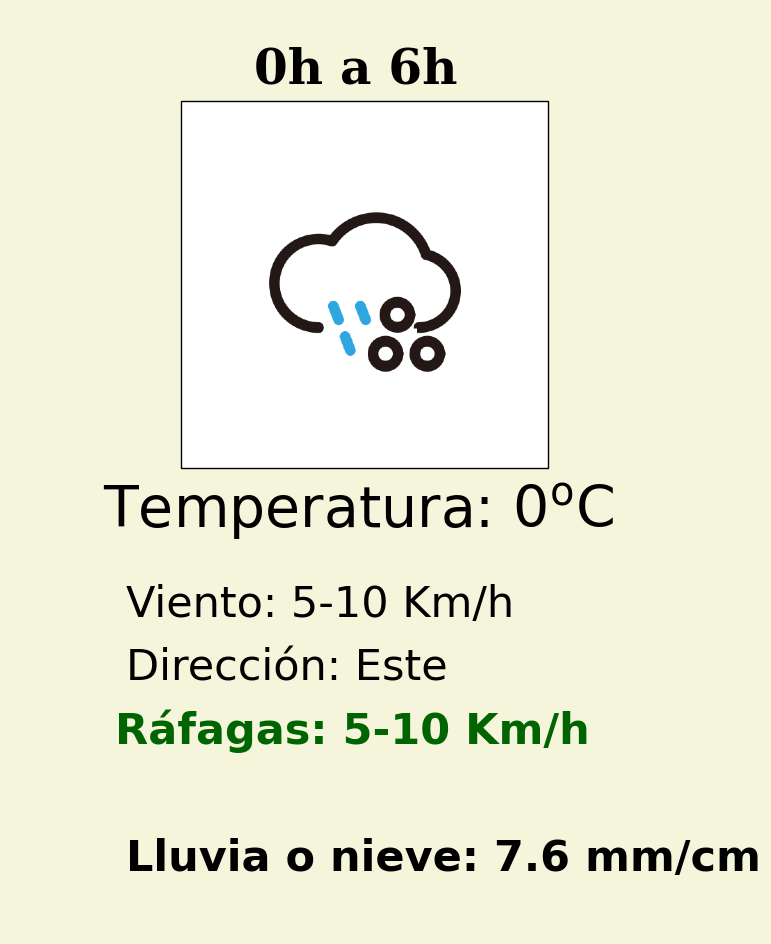 0h a 6h
Temperatura: 0ºC
Viento: 5-10 Km/h
Dirección: Este
Ráfagas: 5-10 Km/h
Lluvia o nieve: 7.6 mm/cm